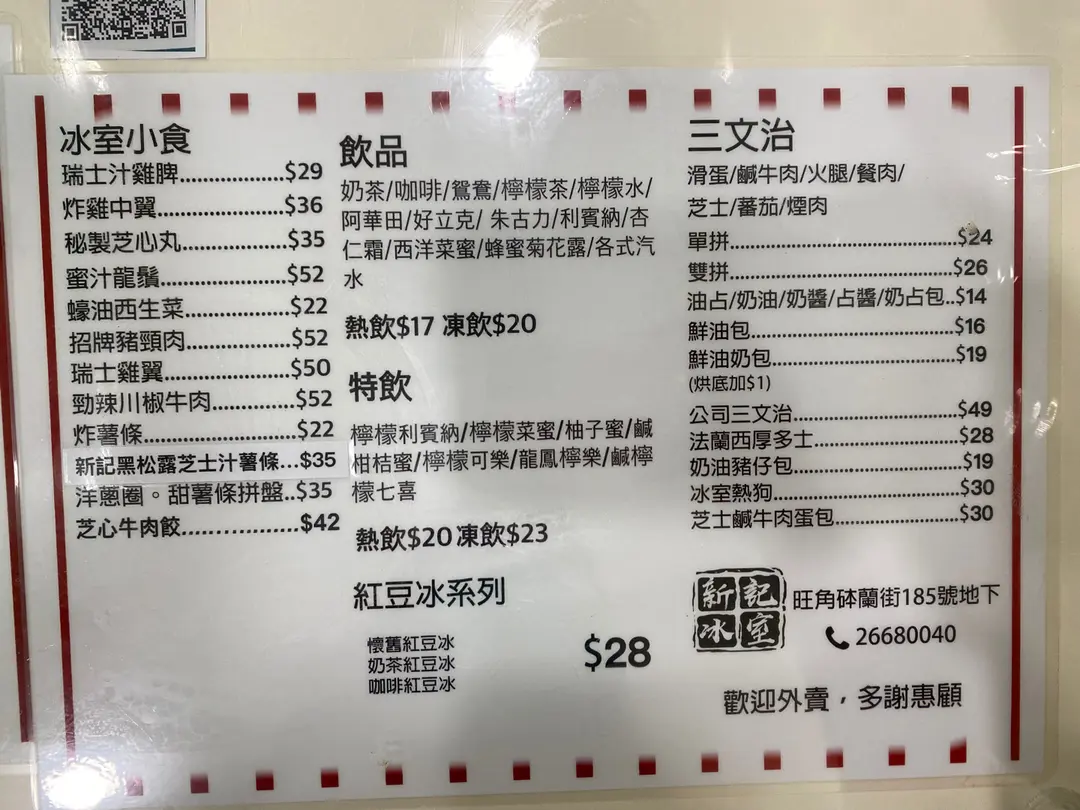 冰室小食
瑞士汁雞髀....................$29
炸雞中翼........................$36
秘製芝心丸....................$35
蜜汁龍鬚........................$52
蠔油西生菜....................$22
招牌豬頸肉....................$52
瑞士雞翼........................$50
勁辣川椒牛肉................$52
炸薯條............................$22
新記黑松露芝士汁薯條...$35
洋蔥圈。甜薯條拼盤..$35
芝心牛肉餃....................$42
飲品
奶茶/咖啡/鴛鴦/檸檬茶/檸檬水/
阿華田/好立克/ 朱古力/利賓納/杏
仁霜/西洋菜蜜/蜂蜜菊花露/各式汽
水
熱飲$17 凍飲$20
特飲
檸檬利賓納/檸檬菜蜜/柚子蜜/鹹
柑桔蜜/檸檬可樂/龍鳳檸樂/鹹檸
檬七喜
熱飲$20 凍飲$23
紅豆冰系列
懷舊紅豆冰
奶茶紅豆冰
咖啡紅豆冰
$28
三文治
滑蛋/鹹牛肉/火腿/餐肉/
芝士/蕃茄/煙肉
單拼............................................$24
雙拼............................................$26
油占/奶油/奶醬/占醬/奶占包..$14
鮮油包........................................$16
鮮油奶包....................................$19
(烘底加$1)
公司三文治................................$49
法蘭西厚多士............................$28
奶油豬仔包................................$19
冰室熱狗....................................$30
芝士鹹牛肉蛋包........................$30
新記
冰室
旺角砵蘭街185號地下
26680040
歡迎外賣，多謝惠顧